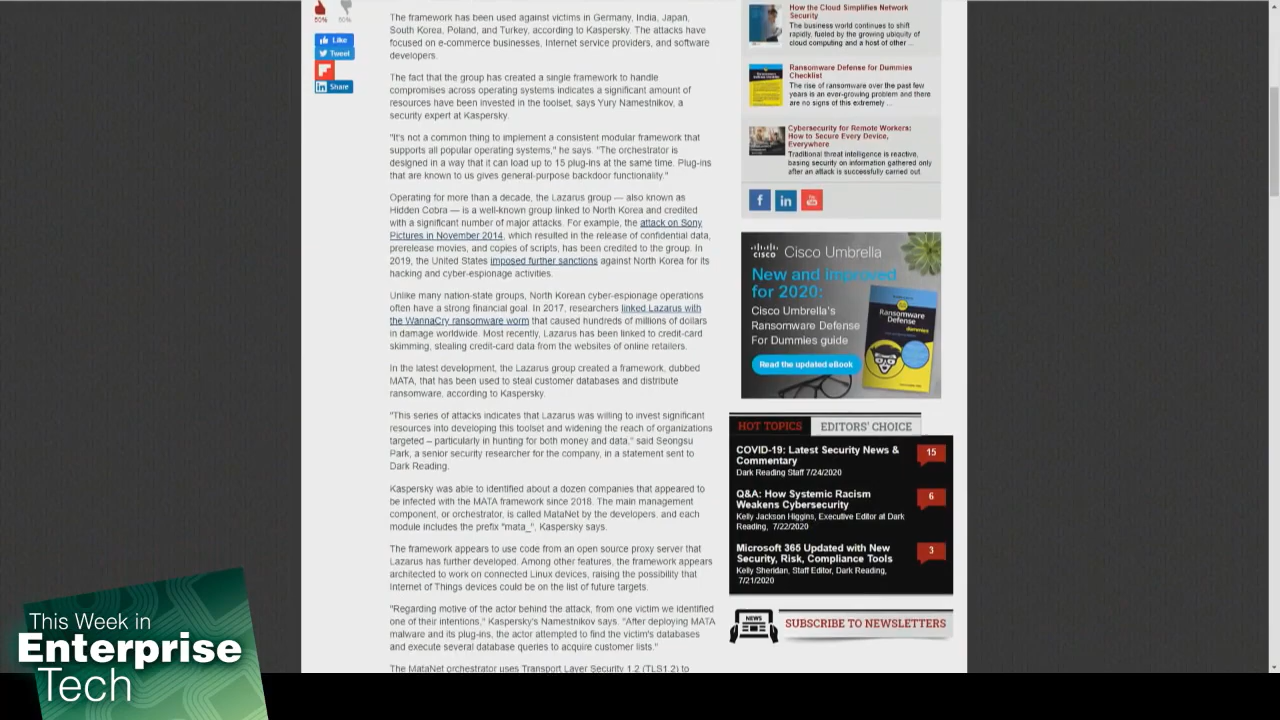 50%
50%
Like
Tweet
in Share
The framework has been used against victims in Germany, India, Japan,
South Korea, Poland, and Turkey, according to Kaspersky. The attacks have
focused on e-commerce businesses, Internet service providers, and software
developers.
The fact that the group has created a single framework to handle
compromises across operating systems indicates a significant amount of
resources have been invested in the toolset, says Yury Namestnikov, a
security expert at Kaspersky.
"It's not a common thing to implement a consistent modular framework that
supports all popular operating systems," he says. "The orchestrator is
designed in a way that it can load up to 15 plug-ins at the same time. Plug-ins
that are known to us gives general-purpose backdoor functionality."
Operating for more than a decade, the Lazarus group — also known as
Hidden Cobra — is a well-known group linked to North Korea and credited
with a significant number of major attacks. For example, the attack on Sony
Pictures in November 2014, which resulted in the release of confidential data,
prerelease movies, and copies of scripts, has been credited to the group. In
2019, the United States imposed further sanctions against North Korea for its
hacking and cyber-espionage activities.
Unlike many nation-state groups, North Korean cyber-espionage operations
often have a strong financial goal. In 2017, researchers linked Lazarus with
the WannaCry ransomware worm that caused hundreds of millions of dollars
in damage worldwide. Most recently, Lazarus has been linked to credit-card
skimming, stealing credit-card data from the websites of online retailers.
In the latest development, the Lazarus group created a framework, dubbed
MATA, that has been used to steal customer databases and distribute
ransomware, according to Kaspersky.
"This series of attacks indicates that Lazarus was willing to invest significant
resources into developing this toolset and widening the reach of organizations
targeted – particularly in hunting for both money and data," said Seongsu
Park, a senior security researcher for the company, in a statement sent to
Dark Reading.
Kaspersky was able to identified about a dozen companies that appeared to
be infected with the MATA framework since 2018. The main management
component, or orchestrator, is called MataNet by the developers, and each
module includes the prefix "mata_", Kaspersky says.
The framework appears to use code from an open source proxy server that
Lazarus has further developed. Among other features, the framework appears
architected to work on connected Linux devices, raising the possibility that
Internet of Things devices could be on the list of future targets.
"Regarding motive of the actor behind the attack, from one victim we identified
one of their intentions," Kaspersky's Namestnikov says. "After deploying MATA
malware and its plug-ins, the actor attempted to find the victim's databases
and execute several database queries to acquire customer lists."
The MataNet orchestrator uses Transport Layer Security 1.2 (TLS1.2) to
How the Cloud Simplifies Network
Security
The business world continues to shift
rapidly, fueled by the growing ubiquity of
cloud computing and a host of other ...
Ransomware Defense for Dummies
Checklist
The rise of ransomware over the past few
years is an ever-growing problem and there
are no signs of this extremely ...
Cybersecurity for Remote Workers:
How to Secure Every Device,
Everywhere
Traditional threat intelligence is reactive,
basing security on information gathered only
after an attack is successfully carried out
f in You
cisco Cisco Umbrella
New and improved
for 2020:
Cisco Umbrella's
Ransomware Defense
For Dummies guide
Read the updated eBook
Ransomware
Defense
dummies
HOT TOPICS EDITORS' CHOICE
COVID-19: Latest Security News &
Commentary
Dark Reading Staff 7/24/2020
15
Q&A: How Systemic Racism
Weakens Cybersecurity
Kelly Jackson Higgins, Executive Editor at Dark
Reading, 7/22/2020
6
Microsoft 365 Updated with New
Security, Risk, Compliance Tools
Kelly Sheridan, Staff Editor, Dark Reading,
7/21/2020
3
NEWS
SUBSCRIBE TO NEWSLETTERS
This Week in
Enterprise
Tech